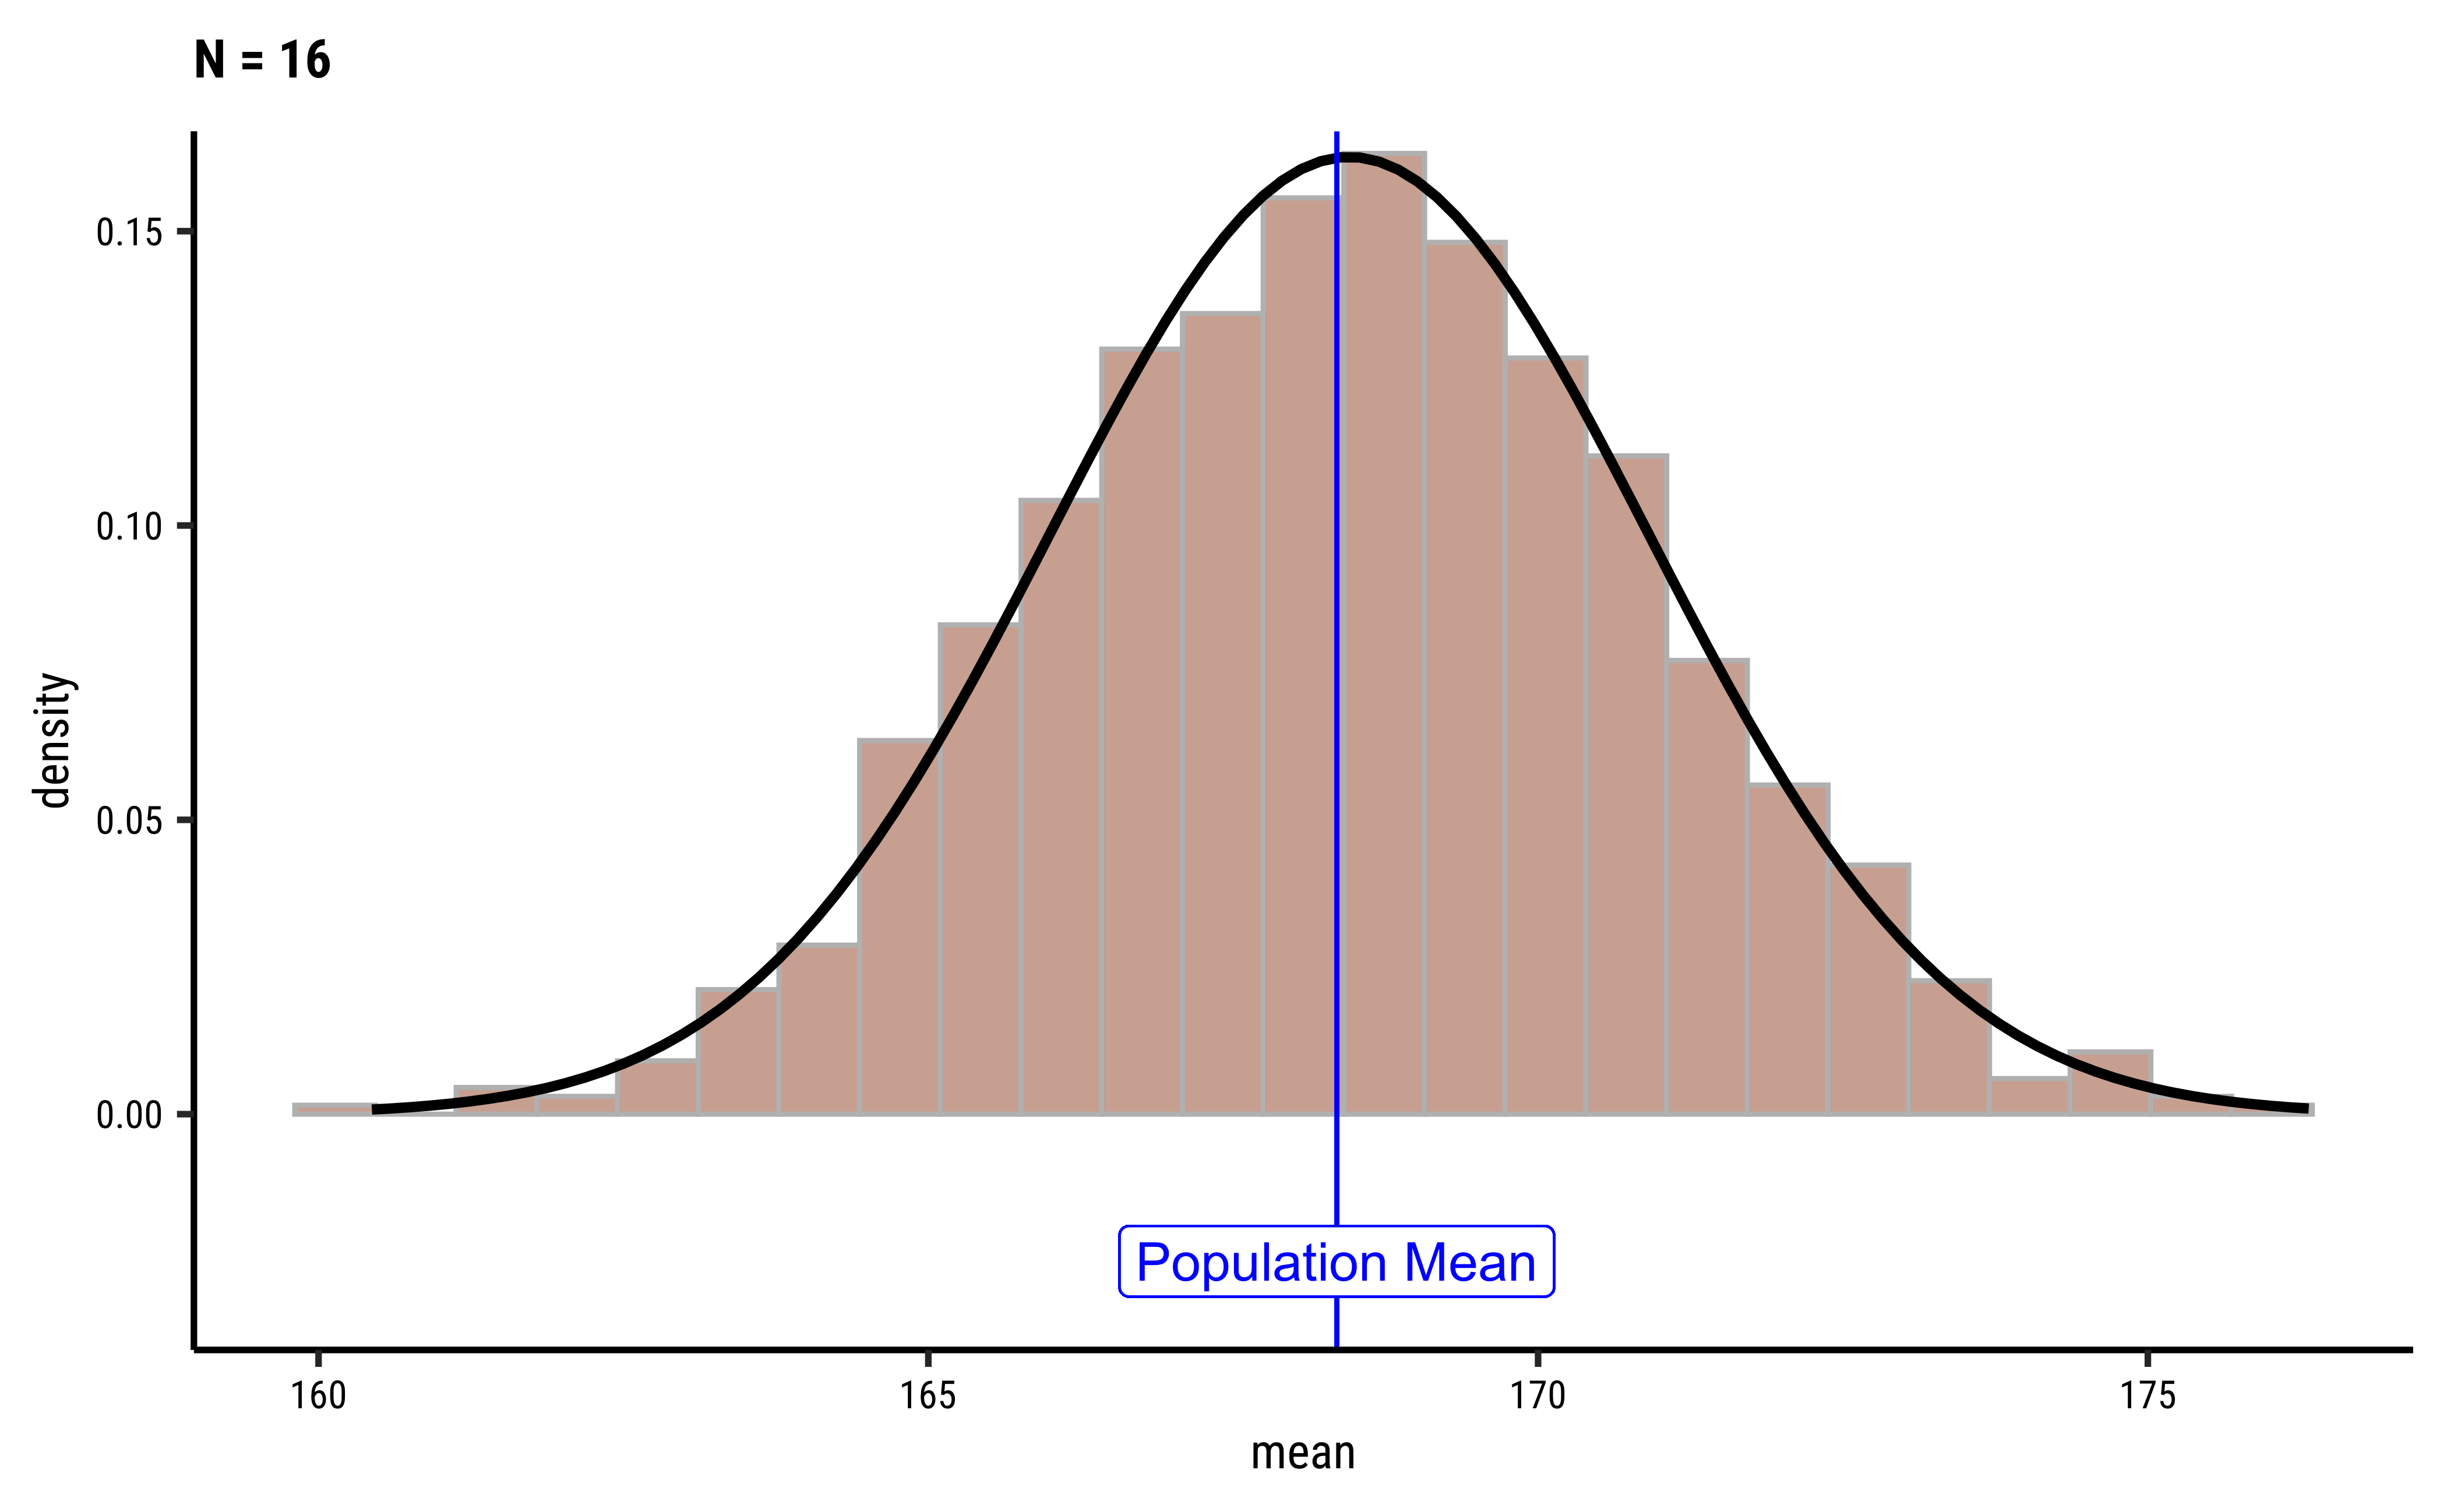 N = 16
density
0.15
0.10
0.05
0.00
Population Mean
160 165 170 175
mean